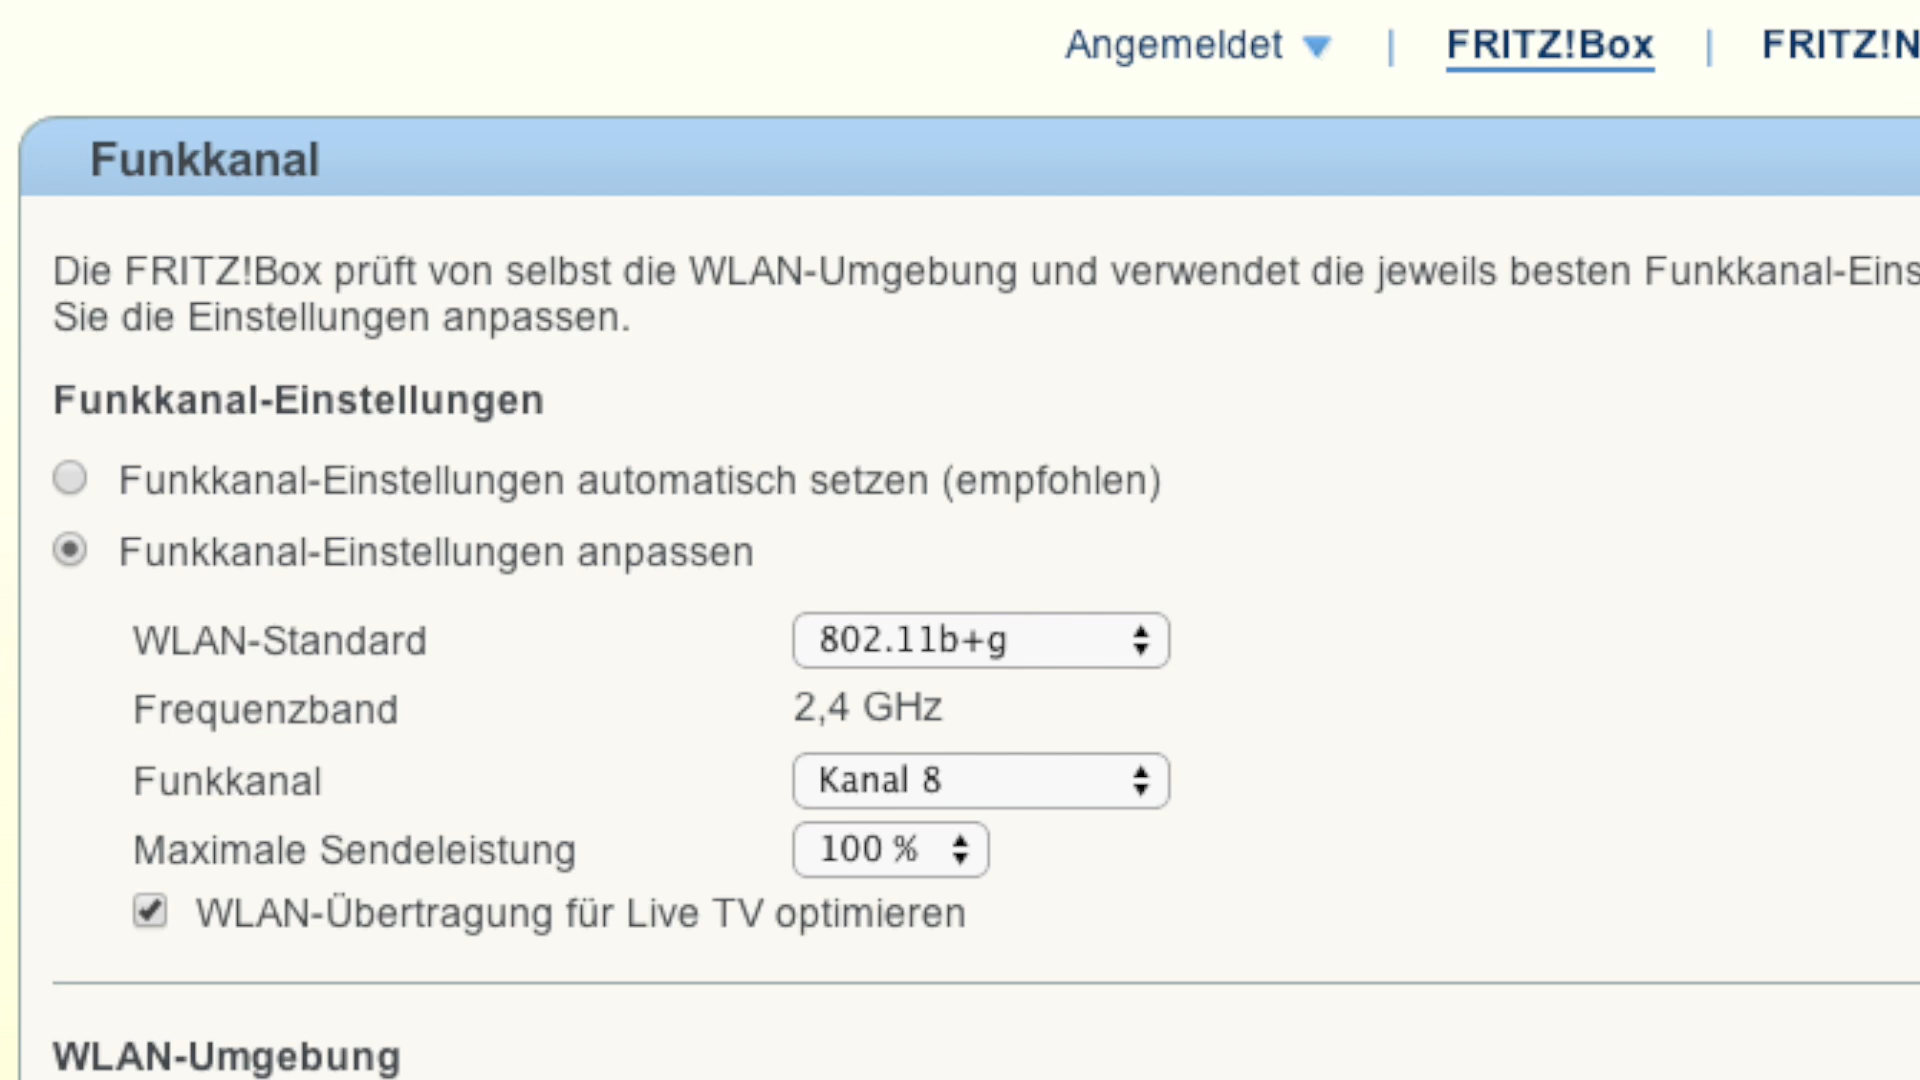 Angemeldet | FRITZ!Box | FRITZ!N
Funkkanal
Die FRITZ!Box prüft von selbst die WLAN-Umgebung und verwendet die jeweils besten Funkkanal-Eins
Sie die Einstellungen anpassen.
Funkkanal-Einstellungen
Funkkanal-Einstellungen automatisch setzen (empfohlen)
Funkkanal-Einstellungen anpassen
WLAN-Standard 802.11b+g
Frequenzband 2,4 GHz
Funkkanal Kanal 8
Maximale Sendeleistung 100 %
WLAN-Übertragung für Live TV optimieren
WLAN-Umgebung